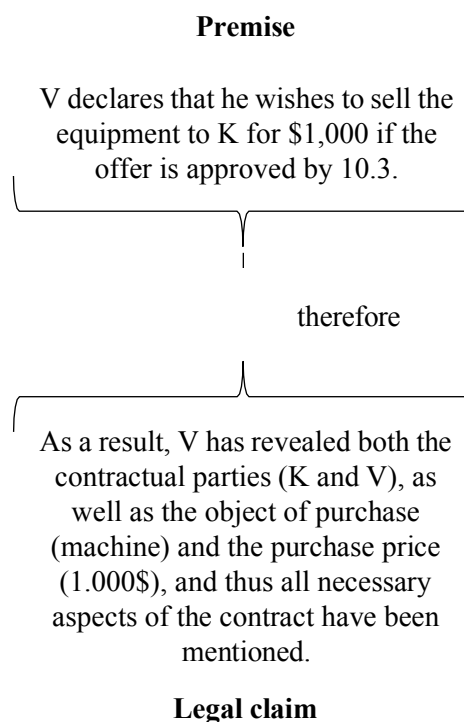 Premise
V declares that he wishes to sell the
equipment to K for $1,000 if the
offer is approved by 10.3.
therefore
As a result, V has revealed both the
contractual parties (K and V), as
well as the object of purchase
(machine) and the purchase price
(1.000$), and thus all necessary
aspects of the contract have been
mentioned.
Legal claim